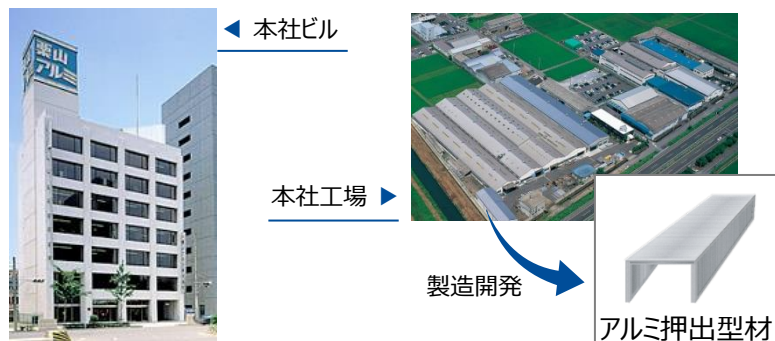 栗山
アルミ
本社ビル
本社工場
製造開発
アルミ押出型材